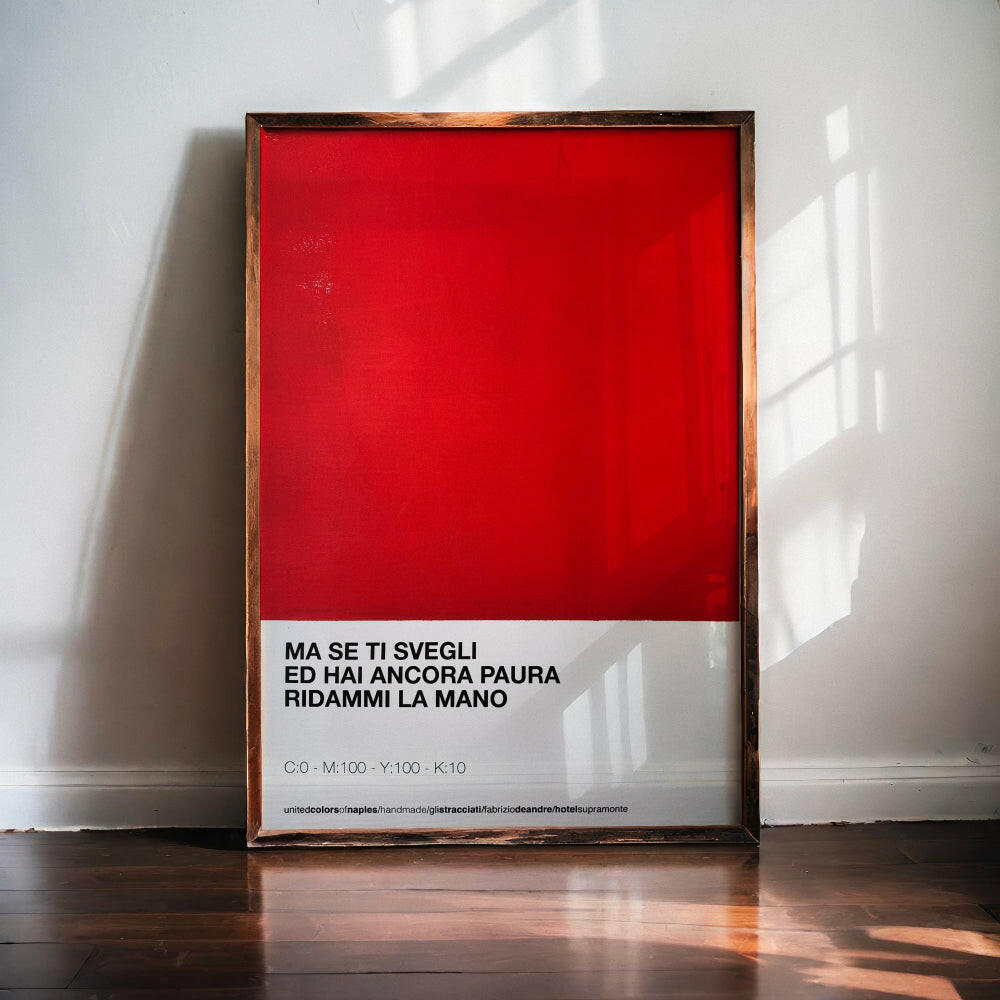 MA SE TI SVEGLI
ED HAI ANCORA PAURA
RIDAMMI LA MANO
C:0 - M:100 - Y:100 - K:10
unitedcolorsofnaples/handmade/glistracciati/fabriziodeandre/hotelsupramonte